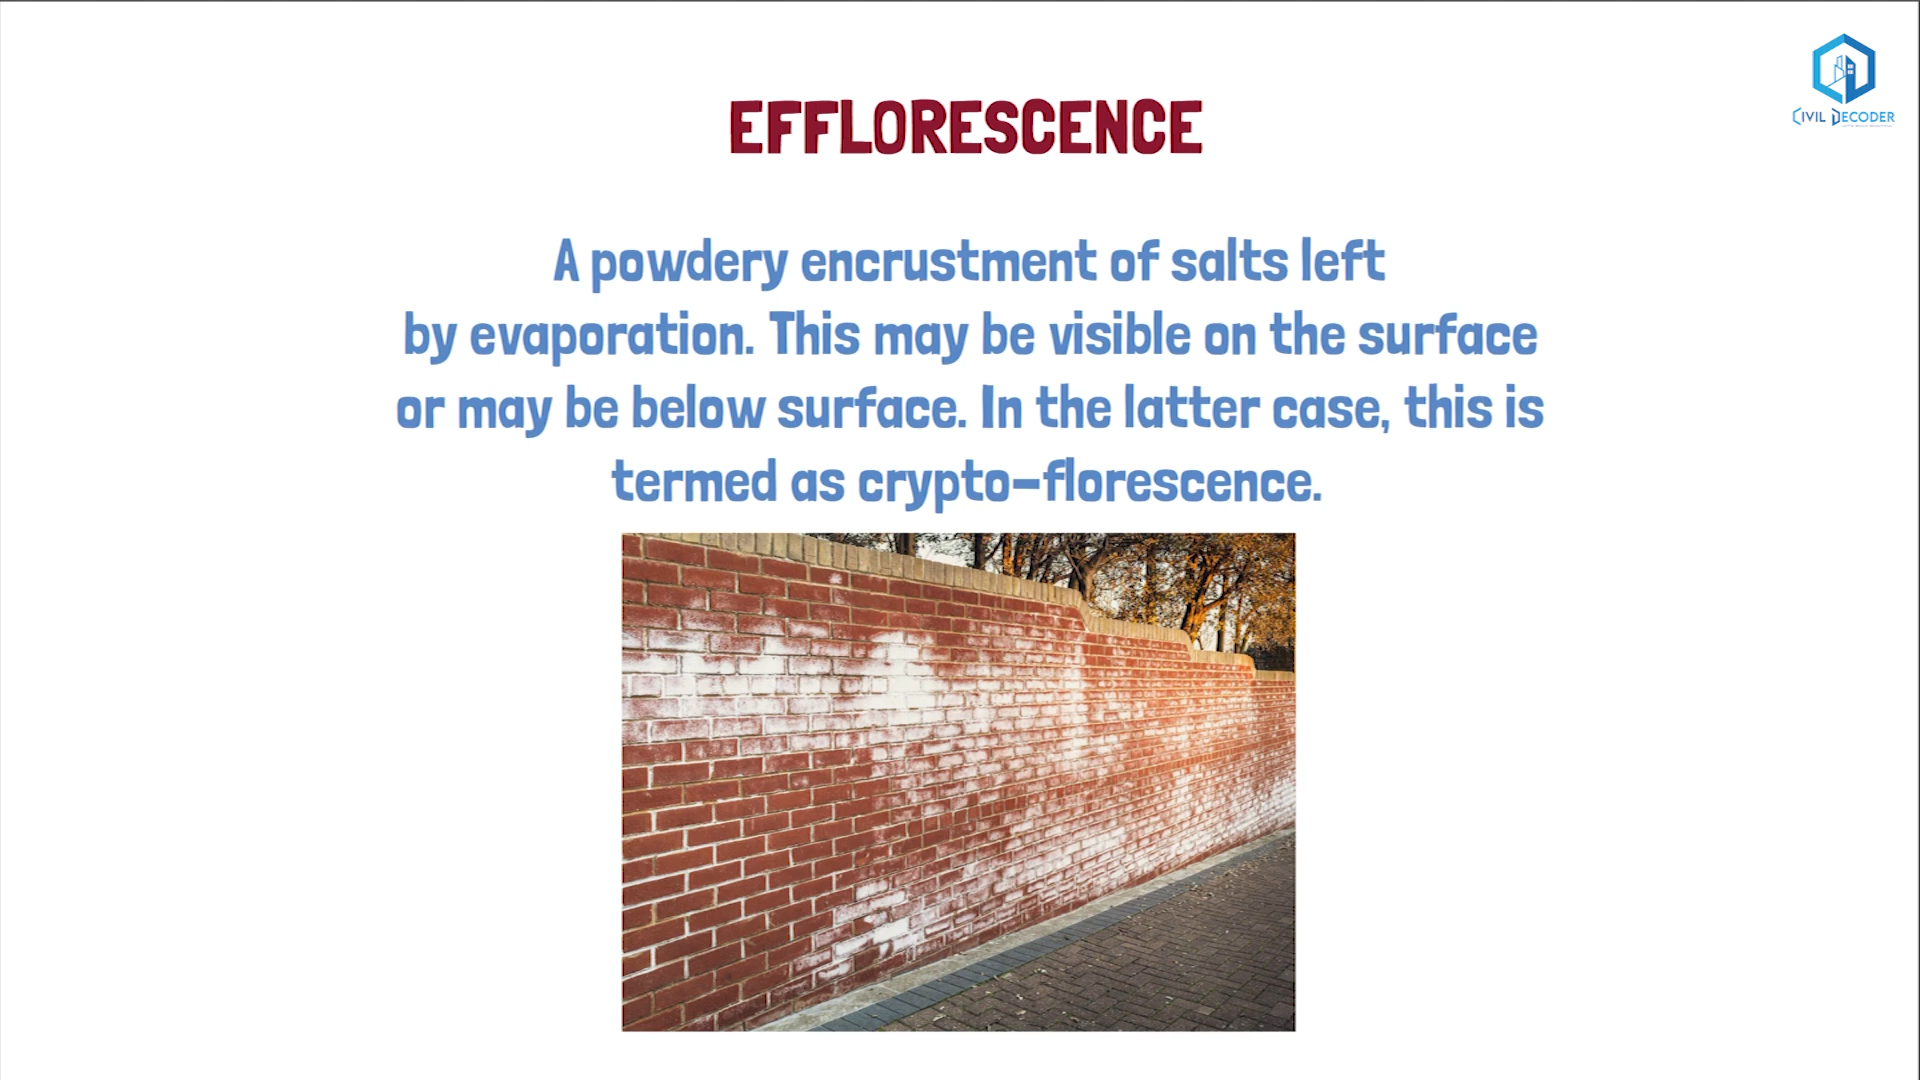 CIVIL DECODER
EFFLORESCENCE
A powdery encrustment of salts left
by evaporation. This may be visible on the surface
or may be below surface. In the latter case, this is
termed as crypto-florescence.